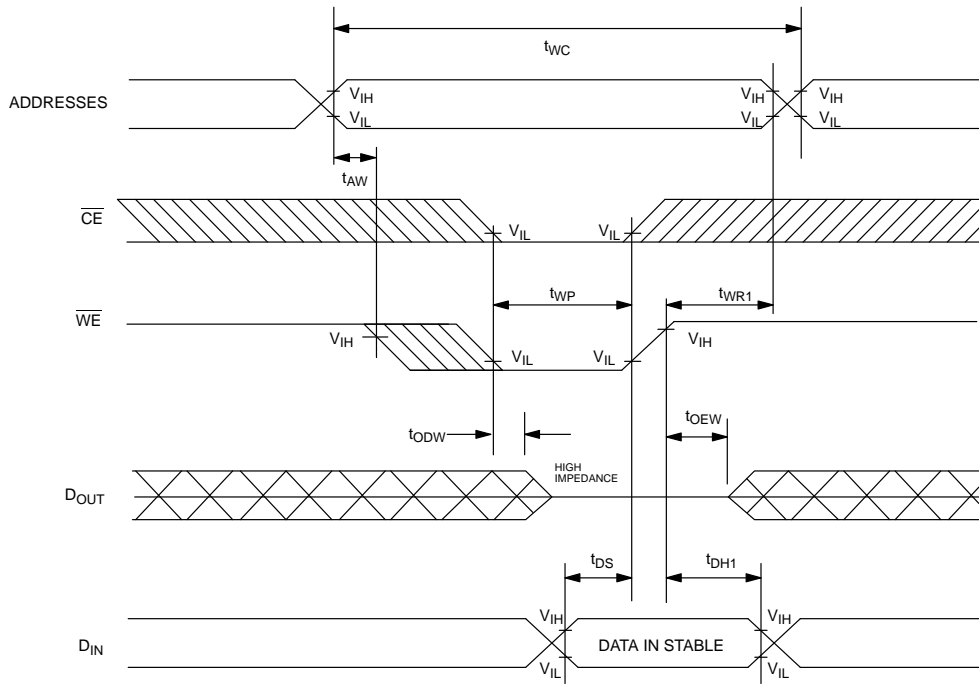 tWC
ADDRESSES
VIH
VIL
VIH
VIL
VIH
VIL
tAW
CE
VIL
VIL
tWP
tWR1
WE
VIH
VIL
VIL
VIH
tODW
tOEW
HIGH
IMPEDANCE
DOUT
tDS
tDH1
VIH
VIH
DIN
DATA IN STABLE
VIL
VIL